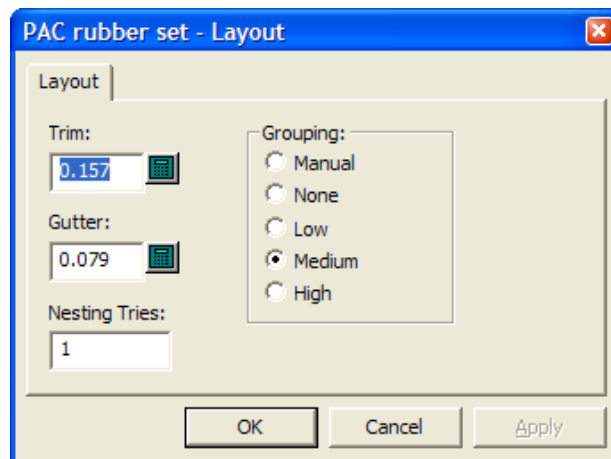 PAC rubber set - Layout
Layout
Trim:
0.157
Gutter:
0.079
Nesting Tries:
1
Grouping:
Manual
None
Low
Medium
High
OK
Cancel
Apply